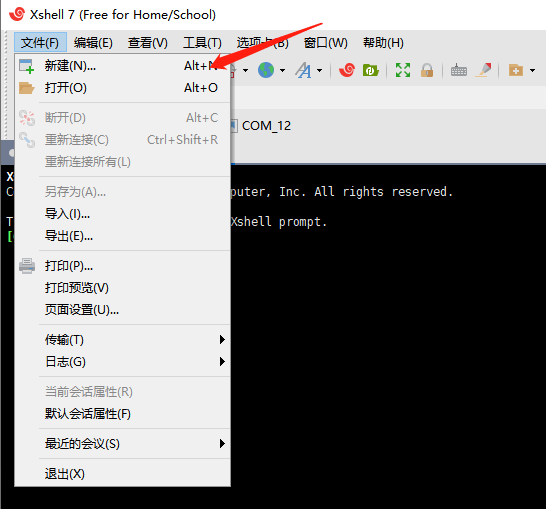 Xshell 7 (Free for Home/School)
文件(F) 编辑(E) 查看(V) 工具(T) 选项卡(B) 窗口(W) 帮助(H)
新建(N)... Alt+N
打开(O) Alt+O
断开(D) Alt+C
COM_12
重新连接(C) Ctrl+Shift+R
重新连接所有(L)
另存为(A)...
puter, Inc. All rights reserved.
导入(I)...
Xshell prompt.
导出(E)...
打印(P)...
打印预览(V)
页面设置(U)...
传输(T)
日志(G)
当前会话属性(R)
默认会话属性(F)
最近的会议(S)
退出(X)